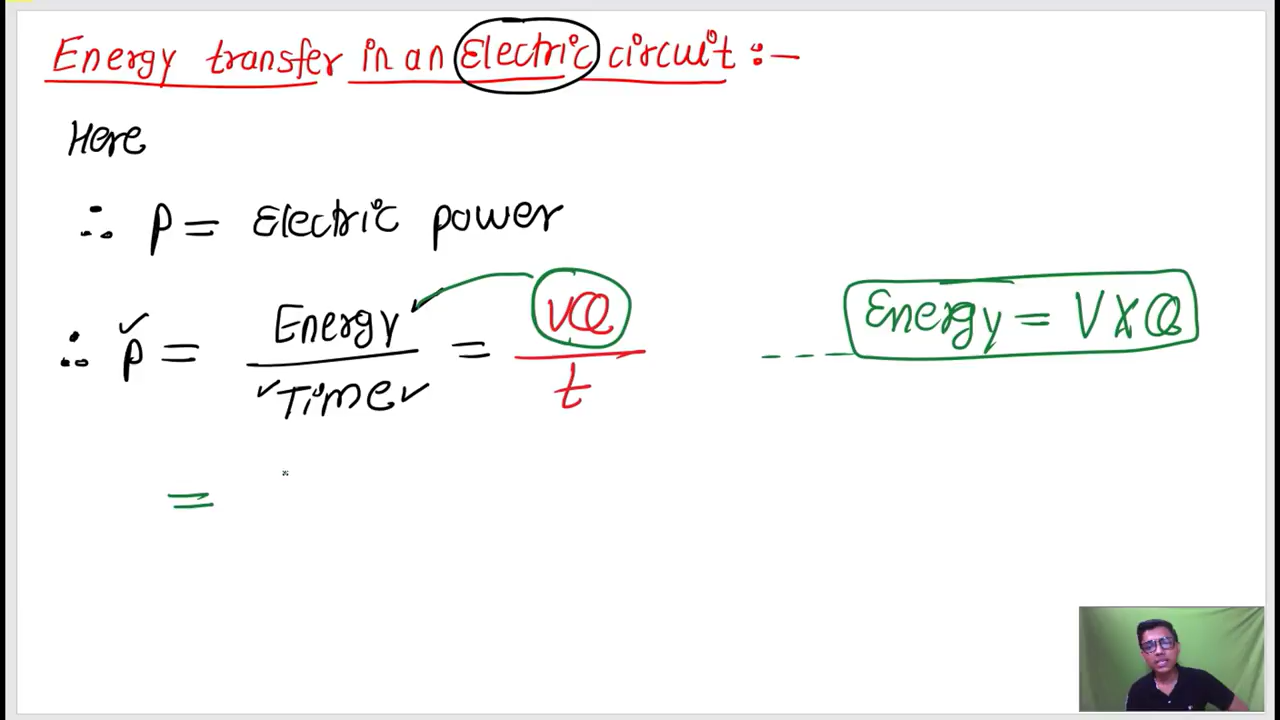 Energy transfer in an Electric circuit :-
Here
∴ P = Electric power
∴ P = Energy / Time = VQ / t
Energy = V X Q
=